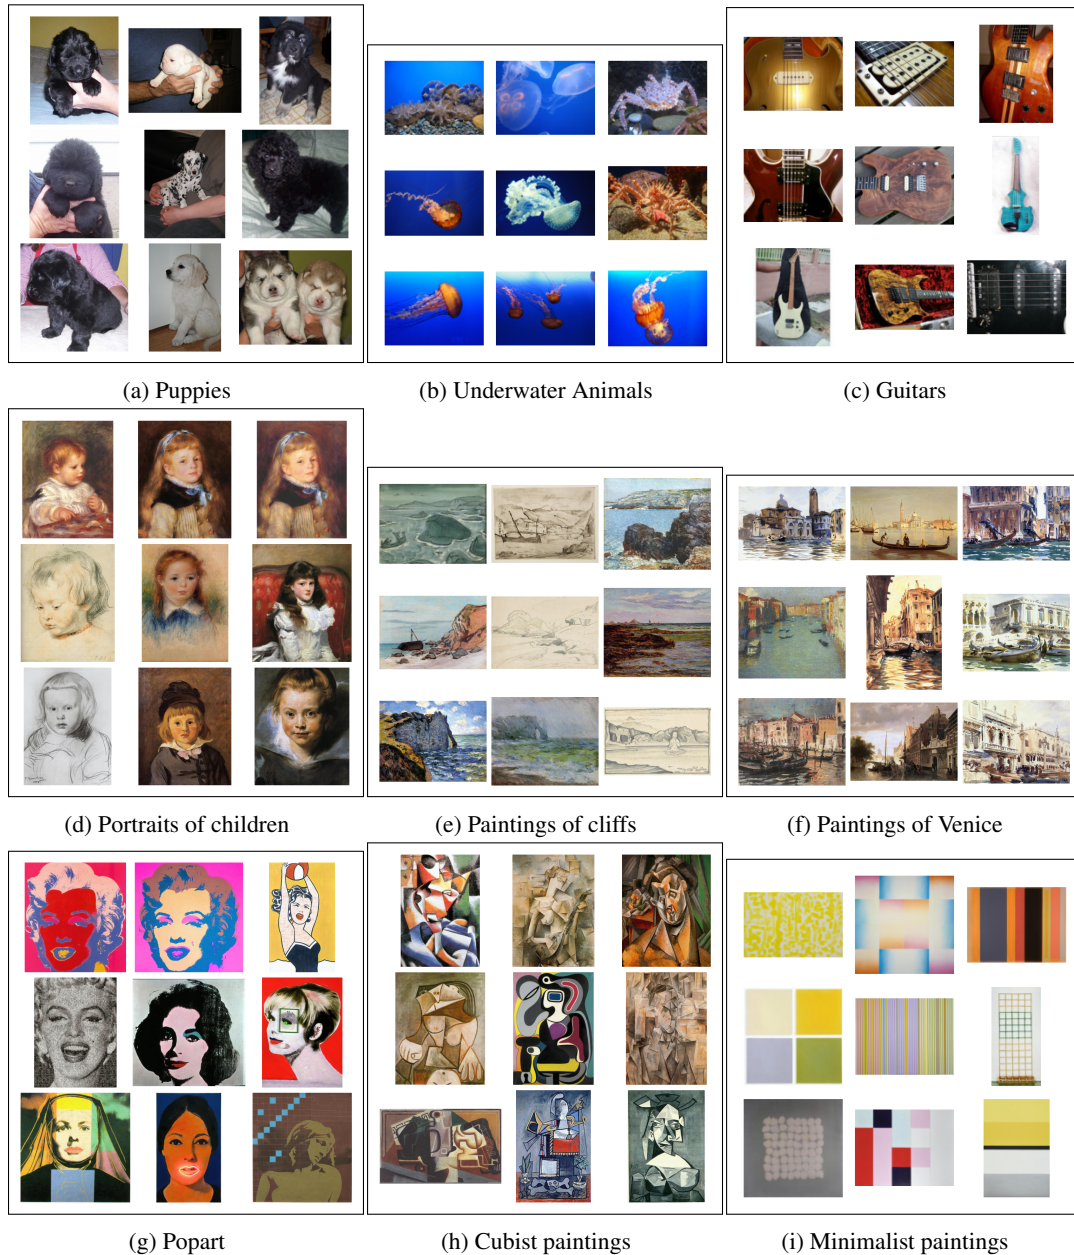 (a) Puppies
(b) Underwater Animals
(c) Guitars
(d) Portraits of children
(e) Paintings of cliffs
(f) Paintings of Venice
(g) Popart
(h) Cubist paintings
(i) Minimalist paintings